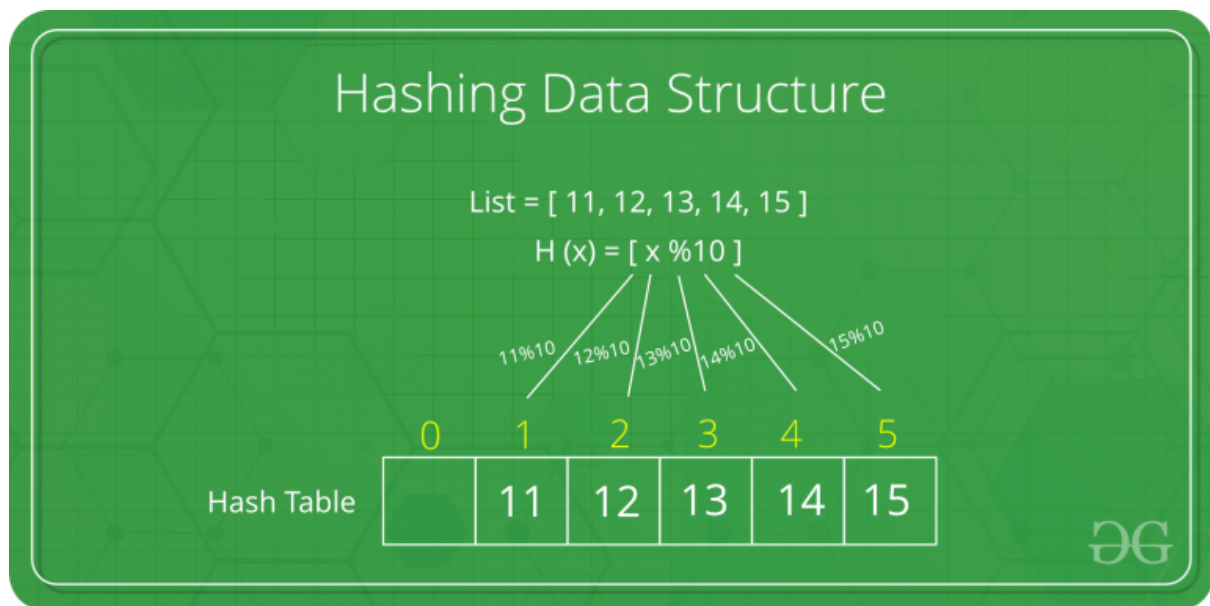 Hashing Data Structure
List = [ 11, 12, 13, 14, 15 ]
H (x) = [ x %10 ]
11%10 12%10 13%10 14%10 15%10
0 1 2 3 4 5
Hash Table 11 12 13 14 15
GG